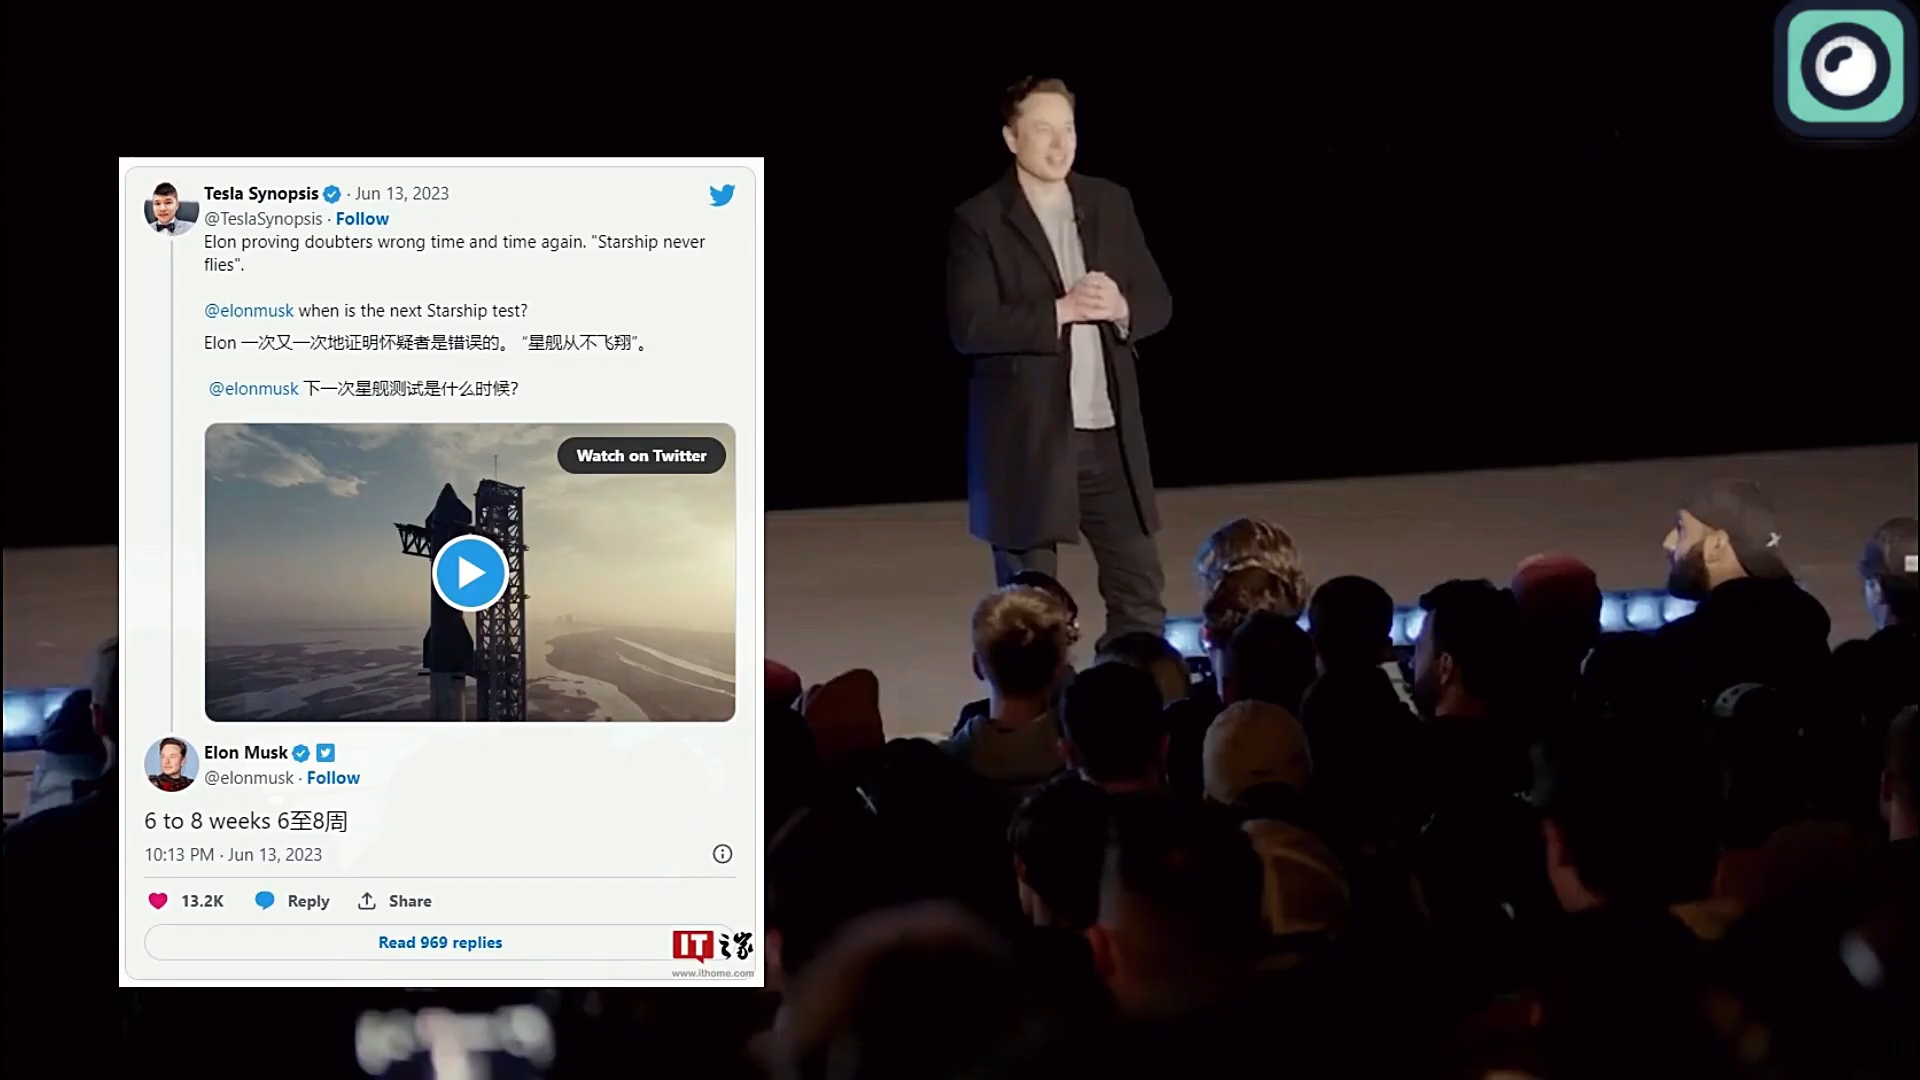 Tesla Synopsis · Jun 13, 2023
@TeslaSynopsis · Follow
Elon proving doubters wrong time and time again. "Starship never
flies".
@elonmusk when is the next Starship test?
Elon 一次又一次地证明怀疑者是错误的。 “星舰从不飞翔”。
@elonmusk 下一次星舰测试是什么时候?
Watch on Twitter
Elon Musk
@elonmusk · Follow
6 to 8 weeks 6至8周
10:13 PM · Jun 13, 2023
13.2K Reply Share
Read 969 replies
IT之家
www.ithome.com